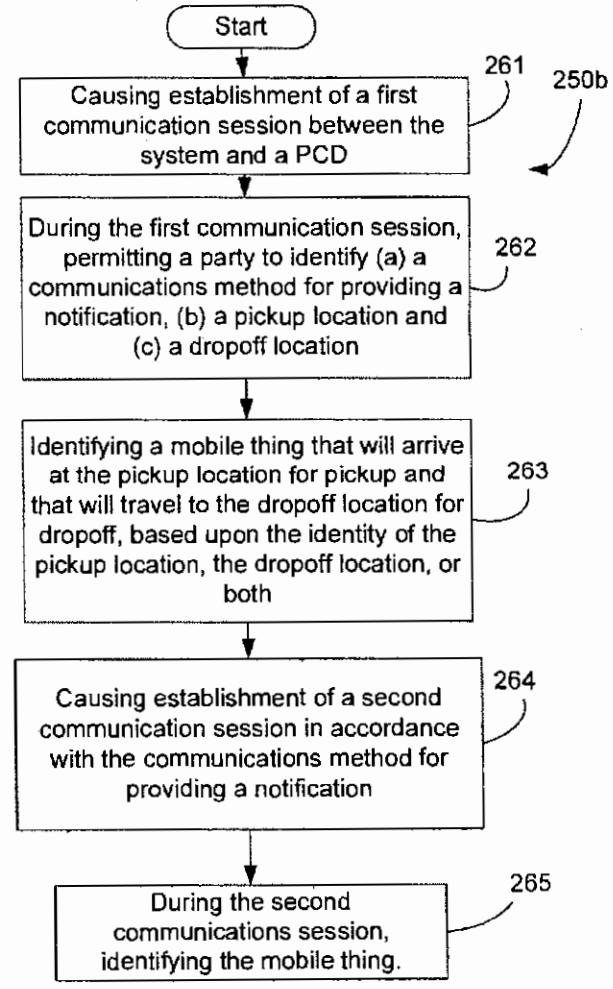 Start
261
250b
Causing establishment of a first
communication session between the
system and a PCD
During the first communication session,
permitting a party to identify (a) a
communications method for providing a
notification, (b) a pickup location and
(c) a dropoff location
262
Identifying a mobile thing that will arrive
at the pickup location for pickup and
that will travel to the dropoff location for
dropoff, based upon the identity of the
pickup location, the dropoff location, or
both
263
Causing establishment of a second
communication session in accordance
with the communications method for
providing a notification
264
During the second
communications session,
identifying the mobile thing.
265